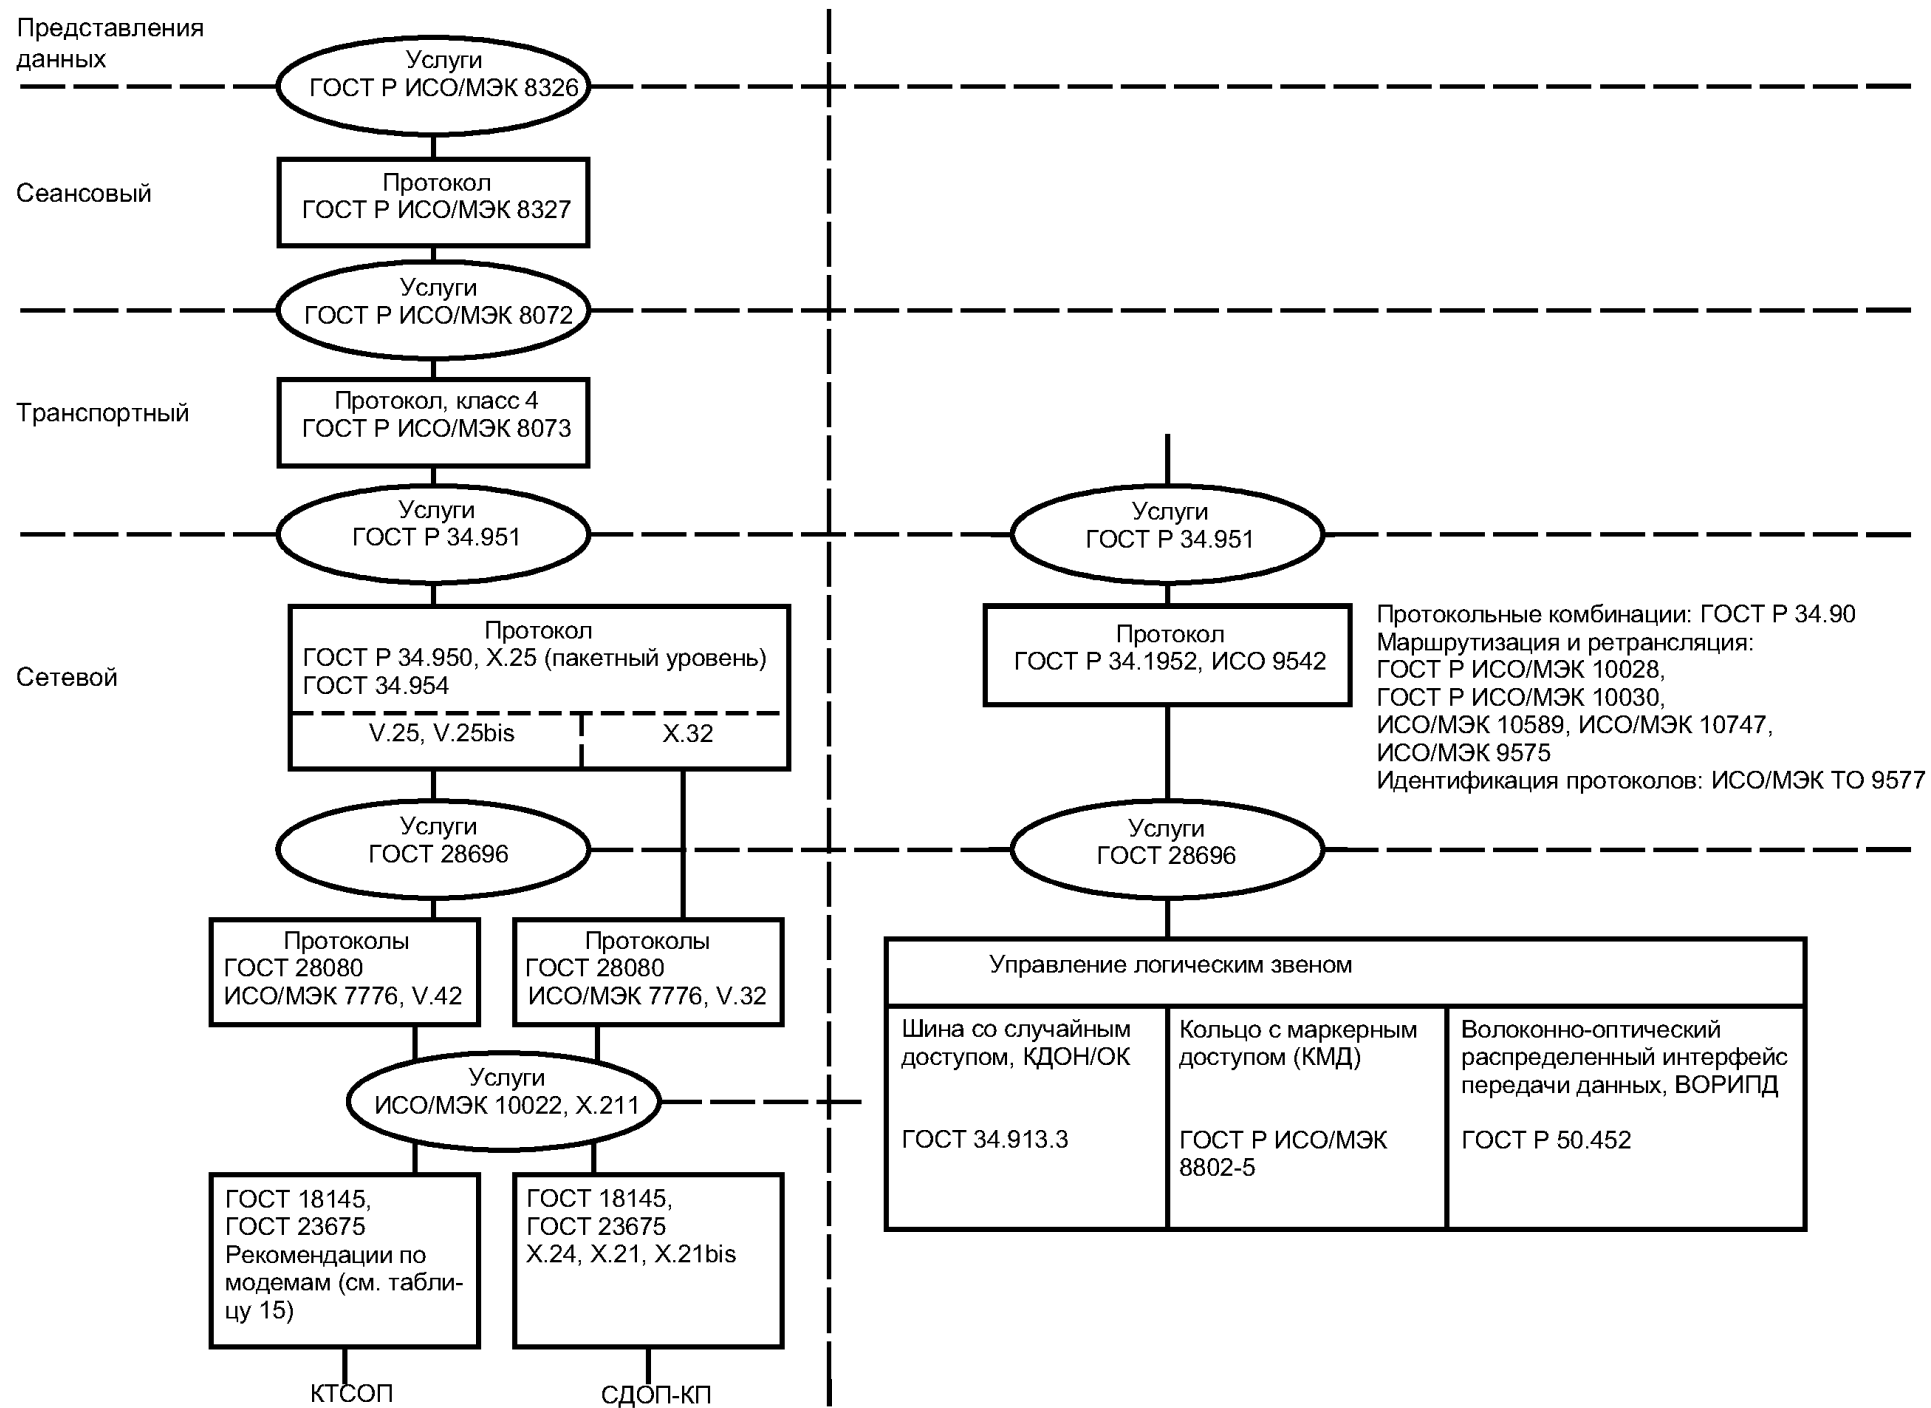 Представления
данных
Услуги
ГОСТ Р ИСО/МЭК 8326
Сеансовый
Протокол
ГОСТ Р ИСО/МЭК 8327
Услуги
ГОСТ Р ИСО/МЭК 8072
Транспортный
Протокол, класс 4
ГОСТ Р ИСО/МЭК 8073
Услуги
ГОСТ Р 34.951
Услуги
ГОСТ Р 34.951
Сетевой
Протокол
ГОСТ Р 34.950, X.25 (пакетный уровень)
ГОСТ 34.954
V.25, V.25bis
X.32
Протокол
ГОСТ Р 34.1952, ИСО 9542
Протокольные комбинации: ГОСТ Р 34.90
Маршрутизация и ретрансляция:
ГОСТ Р ИСО/МЭК 10028,
ГОСТ Р ИСО/МЭК 10030,
ИСО/МЭК 10589, ИСО/МЭК 10747,
ИСО/МЭК 9575
Идентификация протоколов: ИСО/МЭК ТО 9577
Услуги
ГОСТ 28696
Услуги
ГОСТ 28696
Протоколы
ГОСТ 28080
ИСО/МЭК 7776, V.42
Протоколы
ГОСТ 28080
ИСО/МЭК 7776, V.32
Услуги
ИСО/МЭК 10022, X.211
Управление логическим звеном
Шина со случайным
доступом, КДОН/ОК
ГОСТ 34.913.3
Кольцо с маркерным
доступом (КМД)
ГОСТ Р ИСО/МЭК
8802-5
Волоконно-оптический
распределенный интерфейс
передачи данных, ВОРИПД
ГОСТ Р 50.452
ГОСТ 18145,
ГОСТ 23675
Рекомендации по
модемам (см. табли-
цу 15)
ГОСТ 18145,
ГОСТ 23675
X.24, X.21, X.21bis
КТСОП
СДОП-КП